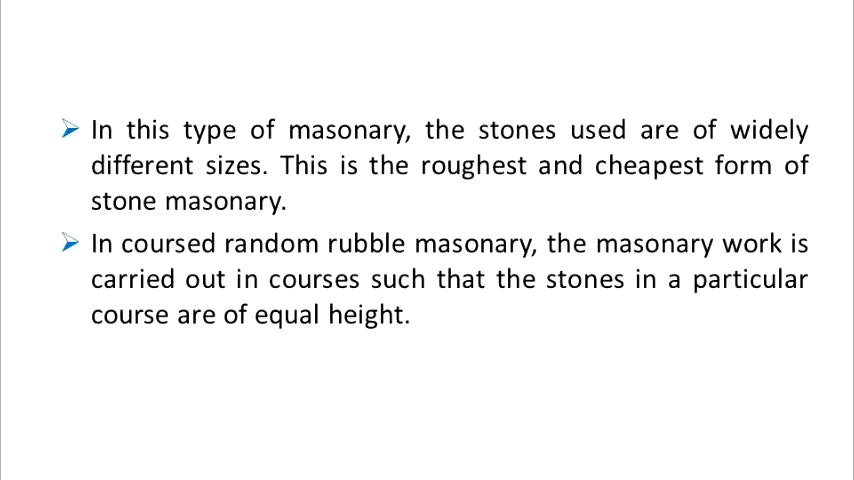 In this type of masonary, the stones used are of widely
different sizes. This is the roughest and cheapest form of
stone masonary.
In coursed random rubble masonary, the masonary work is
carried out in courses such that the stones in a particular
course are of equal height.